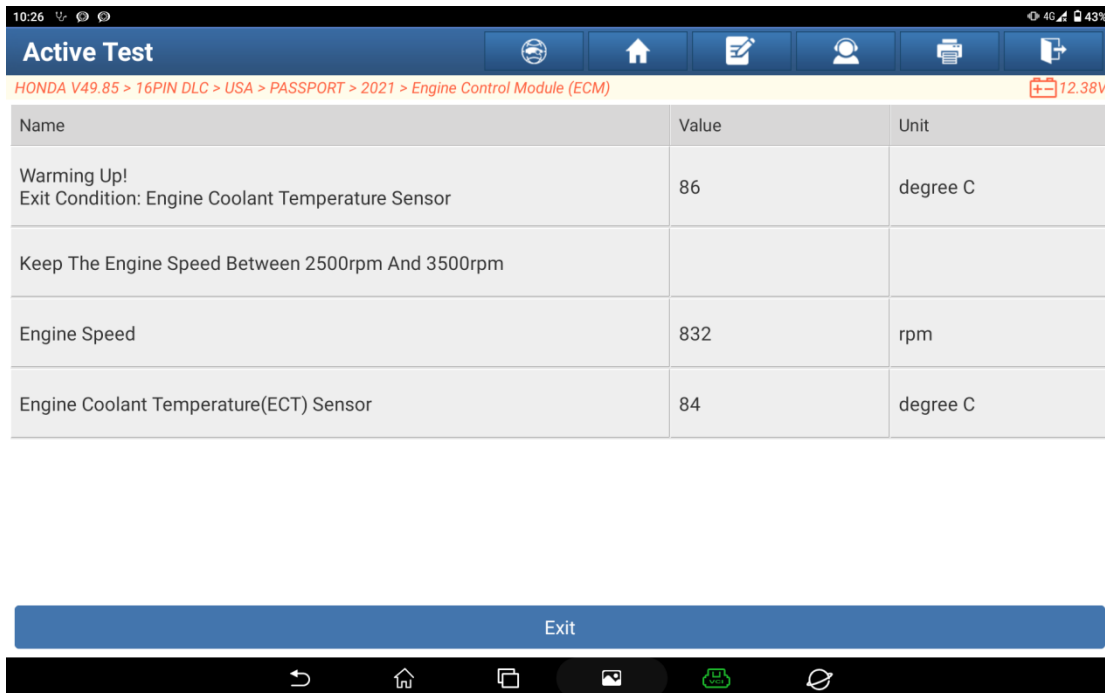 10:26
4G 43%
Active Test
HONDA V49.85 > 16PIN DLC > USA > PASSPORT > 2021 > Engine Control Module (ECM)
12.38V
Name Value Unit
Warming Up!
Exit Condition: Engine Coolant Temperature Sensor 86 degree C
Keep The Engine Speed Between 2500rpm And 3500rpm
Engine Speed 832 rpm
Engine Coolant Temperature(ECT) Sensor 84 degree C
Exit
VCI